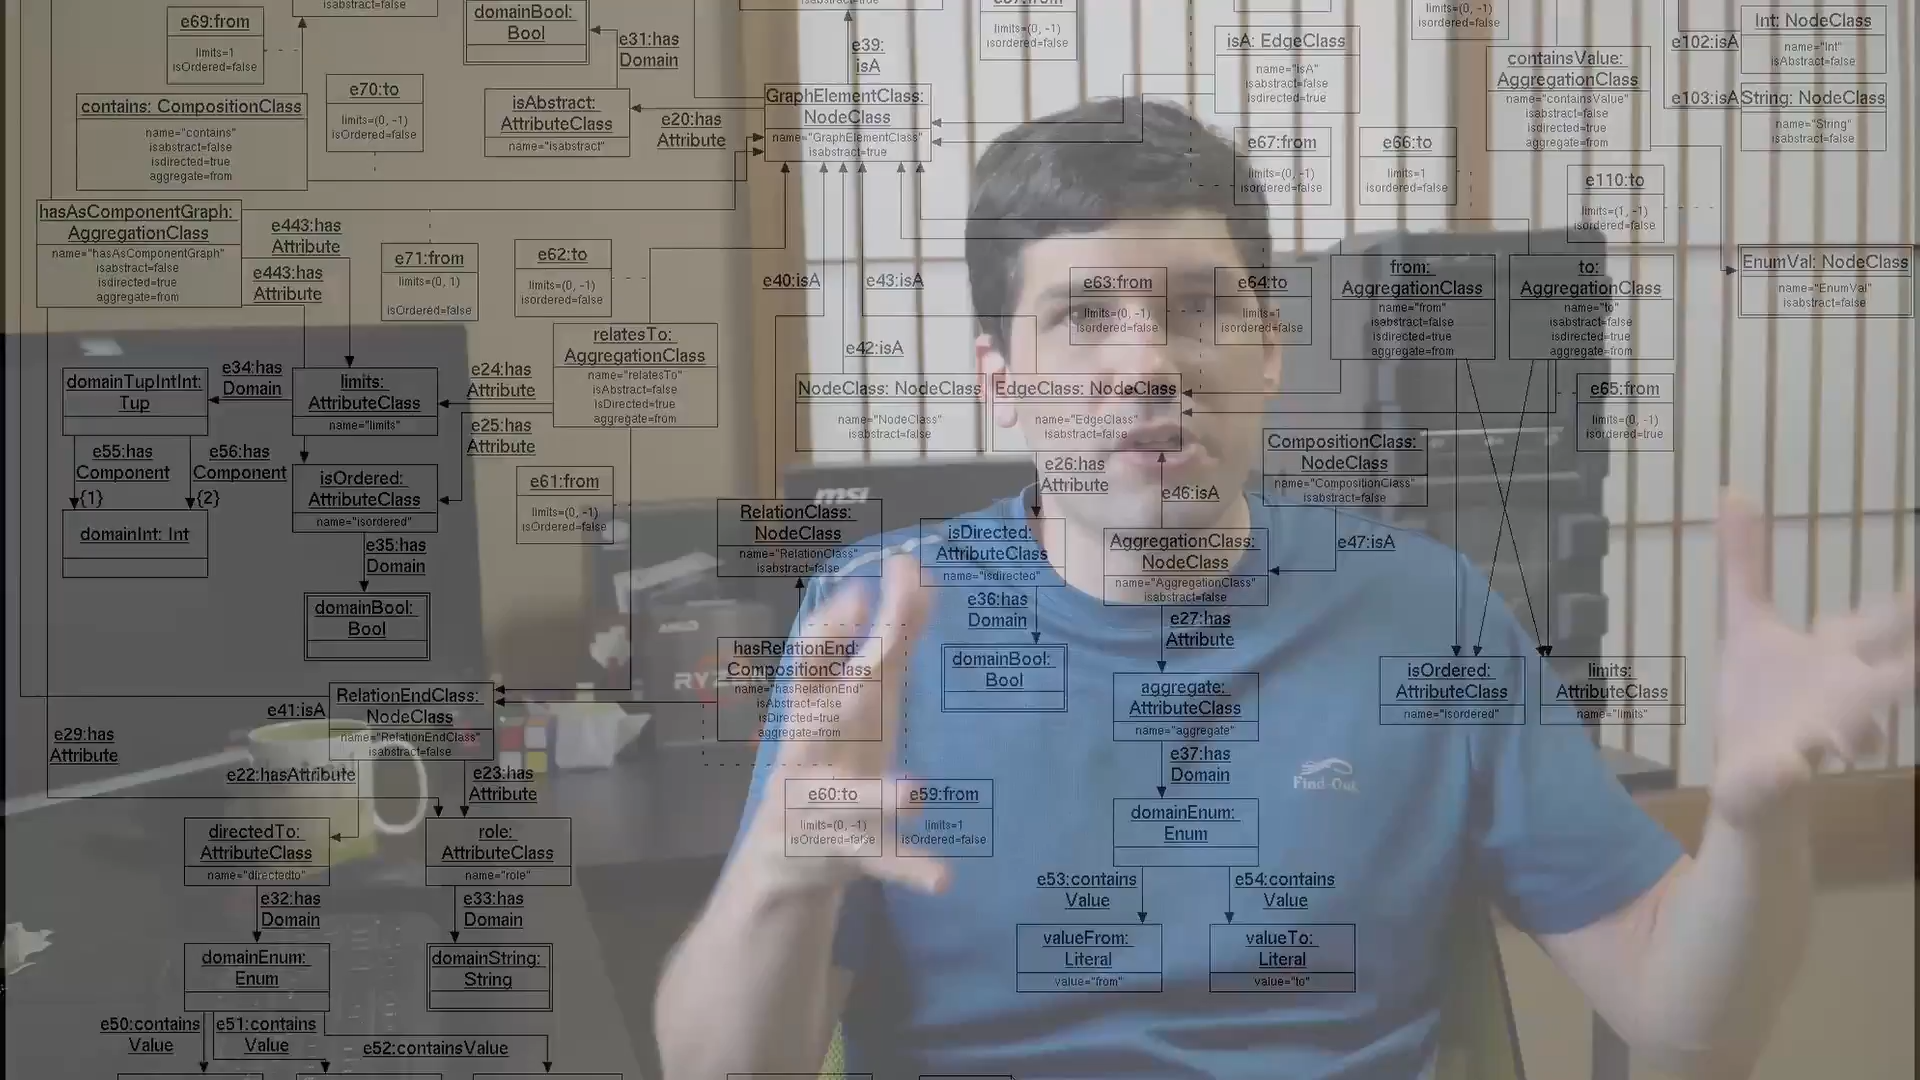 e69:from
limits=1
isOrdered=false
isabstract=false
domainBool:
Bool
e31:has
Domain
e39:
isA
limits=(0, -1)
isordered=false
isA: EdgeClass
name="isA"
isabstract=false
isdirected=true
limits=(0, -1)
isordered=false
containsValue:
AggregationClass
name="containsValue"
isabstract=false
isdirected=true
aggregate=from
e102:isA
Int: NodeClass
name="Int"
isAbstract=false
e103:isA
String: NodeClass
name="String"
isAbstract=false
contains: CompositionClass
name="contains"
isabstract=false
isdirected=true
aggregate=from
e70:to
limits=(0, -1)
isOrdered=false
isAbstract:
AttributeClass
name="isabstract"
e20:has
Attribute
GraphElementClass:
NodeClass
name="GraphElementClass"
isabstract=true
e67:from
limits=(0, -1)
isordered=false
e66:to
limits=1
isordered=false
e110:to
limits=(1, -1)
isordered=false
hasAsComponentGraph:
AggregationClass
name="hasAsComponentGraph"
isabstract=false
isdirected=true
aggregate=from
e443:has
Attribute
e443:has
Attribute
e71:from
limits=(0, 1)
isOrdered=false
e62:to
limits=(0, -1)
isordered=false
e40:isA
e43:isA
e63:from
limits=(0, -1)
isordered=false
e64:to
limits=1
isordered=false
from:
AggregationClass
name="from"
isabstract=false
isdirected=true
aggregate=from
to:
AggregationClass
name="to"
isabstract=false
isdirected=true
aggregate=from
EnumVal: NodeClass
name="EnumVal"
isabstract=false
relatesTo:
AggregationClass
name="relatesTo"
isAbstract=false
isDirected=true
aggregate=from
e42:isA
NodeClass: NodeClass
name="NodeClass"
isabstract=false
EdgeClass: NodeClass
name="EdgeClass"
isabstract=false
e65:from
limits=(0, -1)
isordered=true
domainTupIntInt:
Tup
e34:has
Domain
limits:
AttributeClass
name="limits"
e24:has
Attribute
e25:has
Attribute
e55:has
Component
{1}
e56:has
Component
{2}
isOrdered:
AttributeClass
name="isordered"
domainInt: Int
e35:has
Domain
domainBool:
Bool
e61:from
limits=(0, -1)
isOrdered=false
msi
RelationClass:
NodeClass
name="RelationClass"
isabstract=false
e26:has
Attribute
isDirected:
AttributeClass
name="isdirected"
e46:isA
CompositionClass:
NodeClass
name="CompositionClass"
isabstract=false
AggregationClass:
NodeClass
name="AggregationClass"
isabstract=false
e47:isA
e36:has
Domain
domainBool:
Bool
e27:has
Attribute
aggregate:
AttributeClass
name="aggregate"
isOrdered:
AttributeClass
name="isordered"
limits:
AttributeClass
name="limits"
AMD
RYZ
hasRelationEnd:
CompositionClass
name="hasRelationEnd"
isAbstract=false
isDirected=true
aggregate=from
RelationEndClass:
NodeClass
name="RelationEndClass"
isabstract=false
e41:isA
e29:has
Attribute
e22:hasAttribute
e23:has
Attribute
e37:has
Domain
Find-Out
e60:to
limits=(0, -1)
isOrdered=false
e59:from
limits=1
isOrdered=false
domainEnum:
Enum
directedTo:
AttributeClass
name="directedto"
role:
AttributeClass
name="role"
e53:contains
Value
e54:contains
Value
e32:has
Domain
e33:has
Domain
valueFrom:
Literal
value="from"
valueTo:
Literal
value="to"
domainEnum:
Enum
domainString:
String
e50:contains
Value
e51:contains
Value
e52:containsValue